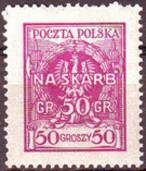 POCZTA POLSKA
NA SKARB
GR 50 GR
50 GROSZY 50